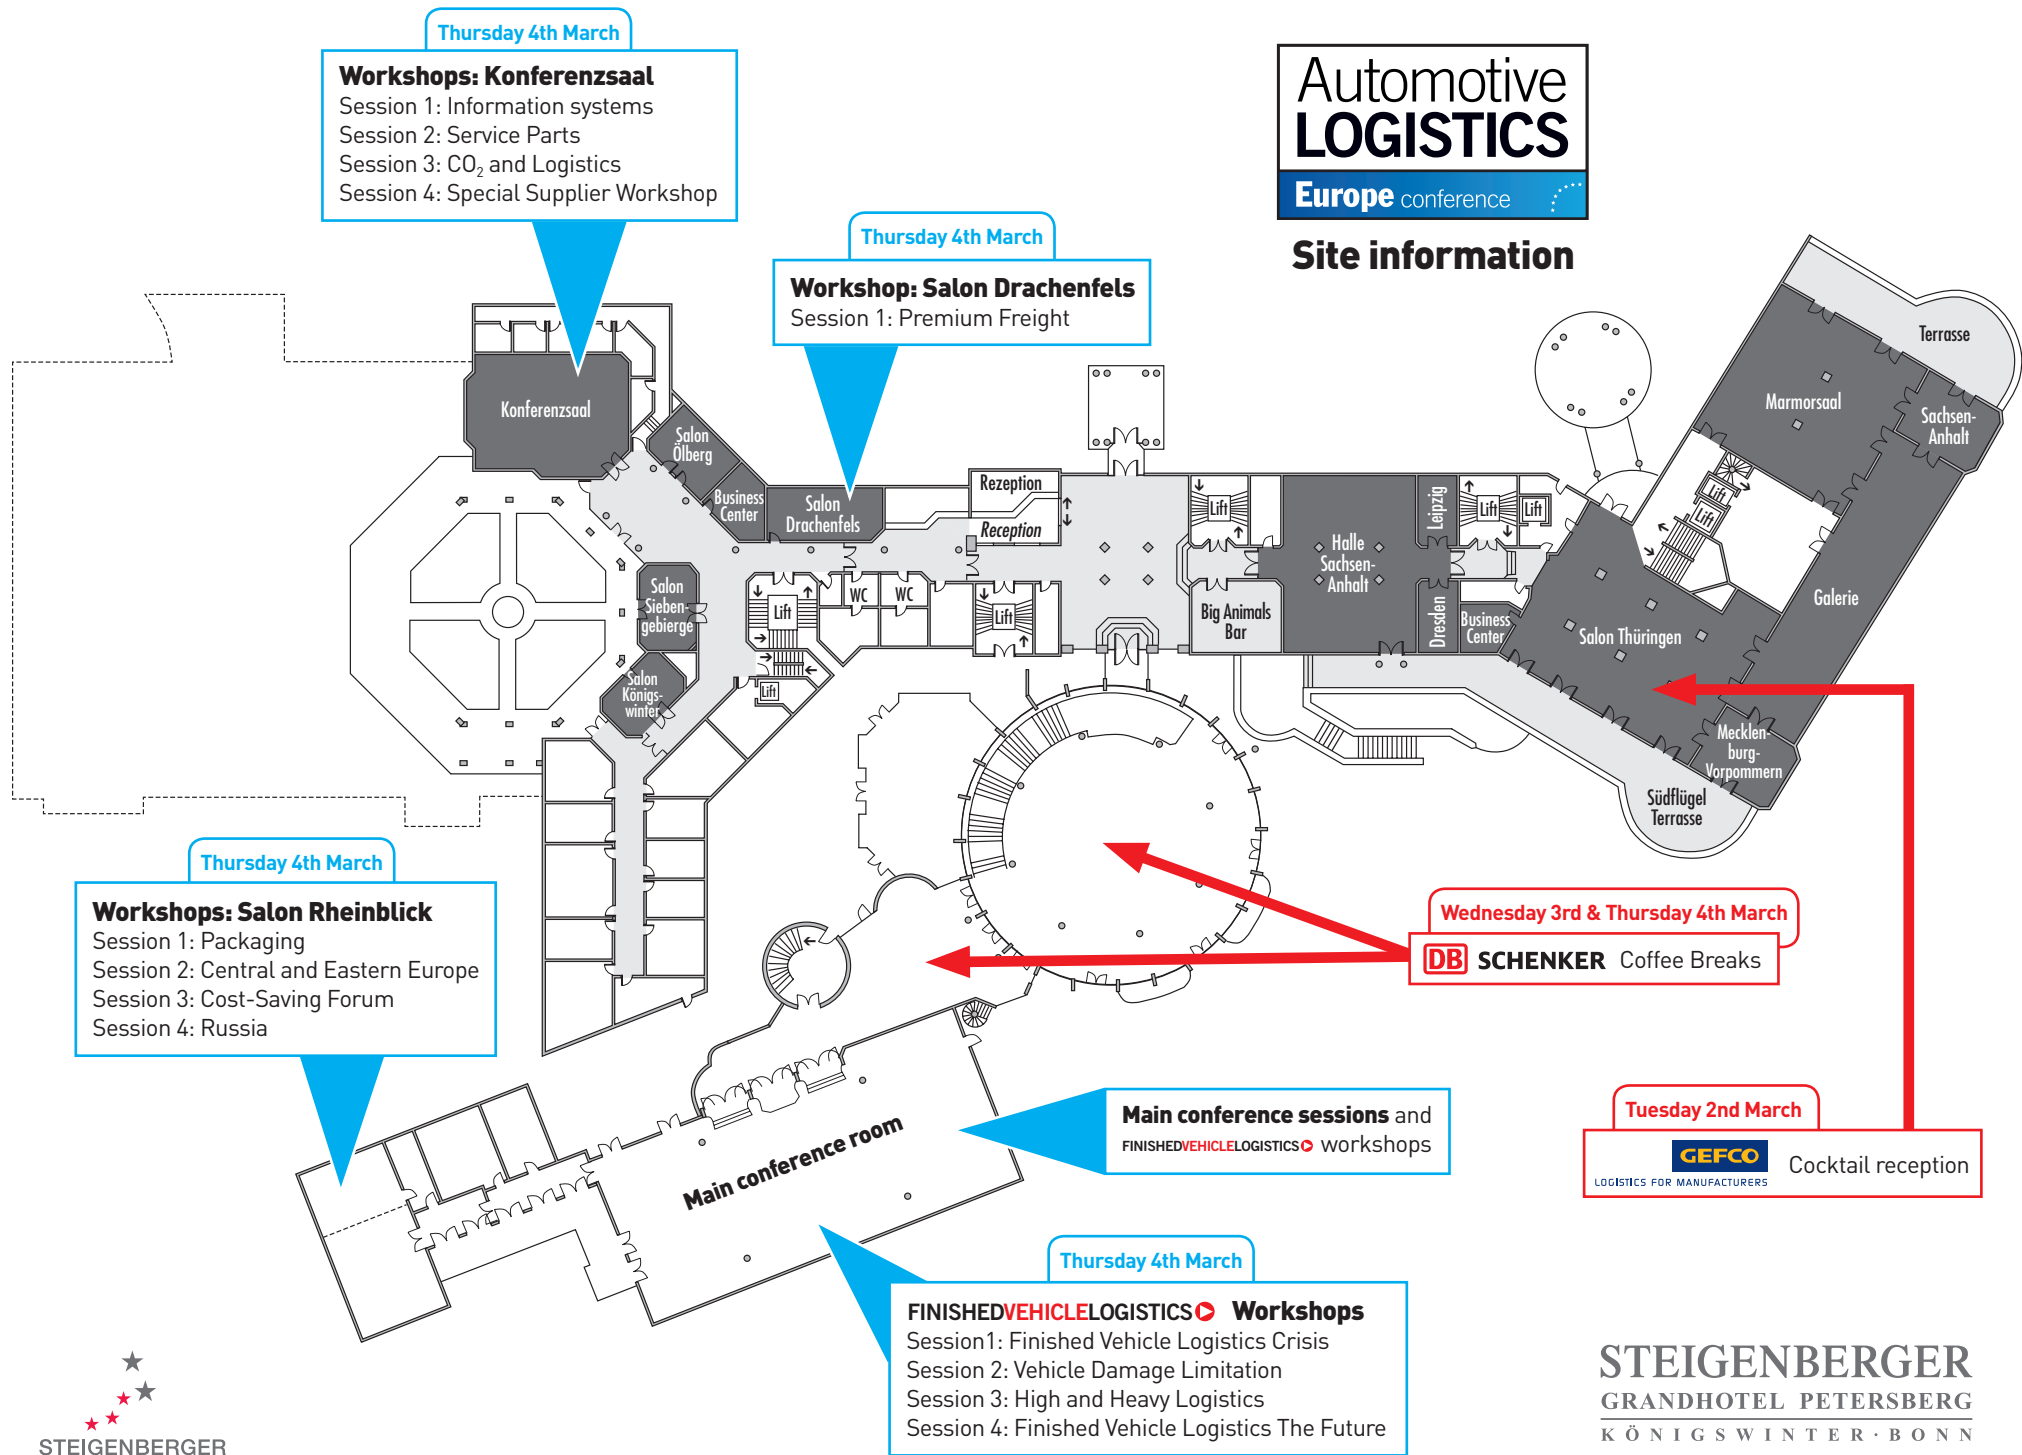 Thursday 4th March
Workshops: Konferenzsaal
Session 1: Information systems
Session 2: Service Parts
Session 3: CO₂ and Logistics
Session 4: Special Supplier Workshop
Thursday 4th March
Workshop: Salon Drachenfels
Session 1: Premium Freight
Automotive
LOGISTICS
Europe conference
Site information
Konferenzsaal
Salon
Ölberg
Business
Center
Salon
Drachenfels
Rezeption
Reception
Lift
Halle
Sachsen-
Anhalt
Leipzig
Lift
Lift
Lift
Lift
Terrasse
Marmorsaal
Sachsen-
Anhalt
Galerie
Salon
Sieben-
gebierge
Lift
WC
WC
Lift
Big Animals
Bar
Dresden
Business
Center
Salon Thüringen
Salon
Königs-
winter
Lift
Mecklen-
burg-
Vorpommern
Südflügel
Terrasse
Thursday 4th March
Workshops: Salon Rheinblick
Session 1: Packaging
Session 2: Central and Eastern Europe
Session 3: Cost-Saving Forum
Session 4: Russia
Wednesday 3rd & Thursday 4th March
DB SCHENKER Coffee Breaks
Main conference room
Main conference sessions and
FINISHEDVEHICLELOGISTICS workshops
Tuesday 2nd March
GEFCO
LOGISTICS FOR MANUFACTURERS
Cocktail reception
Thursday 4th March
FINISHEDVEHICLELOGISTICS Workshops
Session1: Finished Vehicle Logistics Crisis
Session 2: Vehicle Damage Limitation
Session 3: High and Heavy Logistics
Session 4: Finished Vehicle Logistics The Future
STEIGENBERGER
STEIGENBERGER
GRANDHOTEL PETERSBERG
KÖNIGSWINTER · BONN